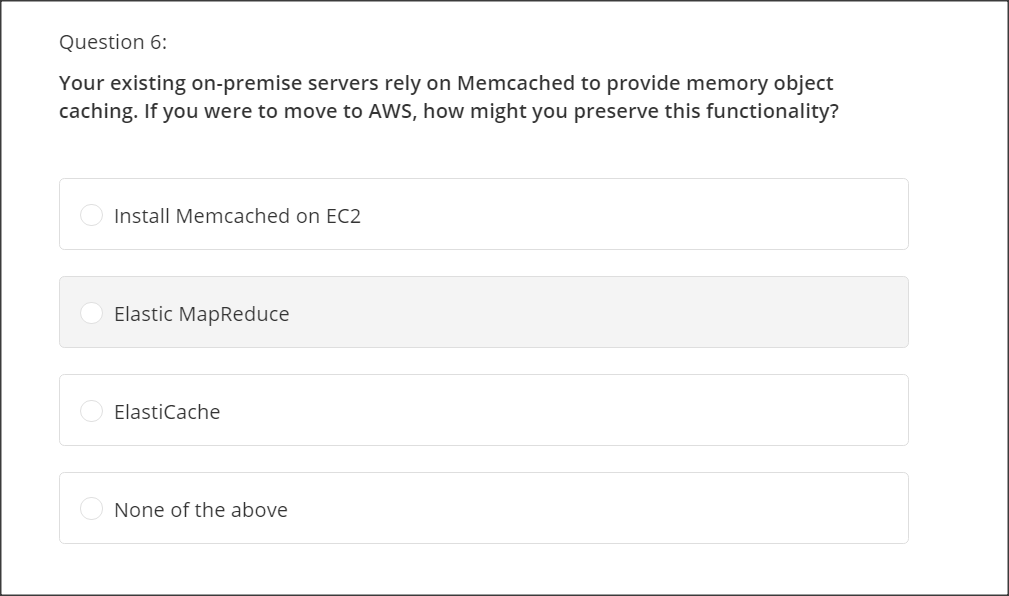 Question 6:
Your existing on-premise servers rely on Memcached to provide memory object
caching. If you were to move to AWS, how might you preserve this functionality?
Install Memcached on EC2
Elastic MapReduce
ElastiCache
None of the above